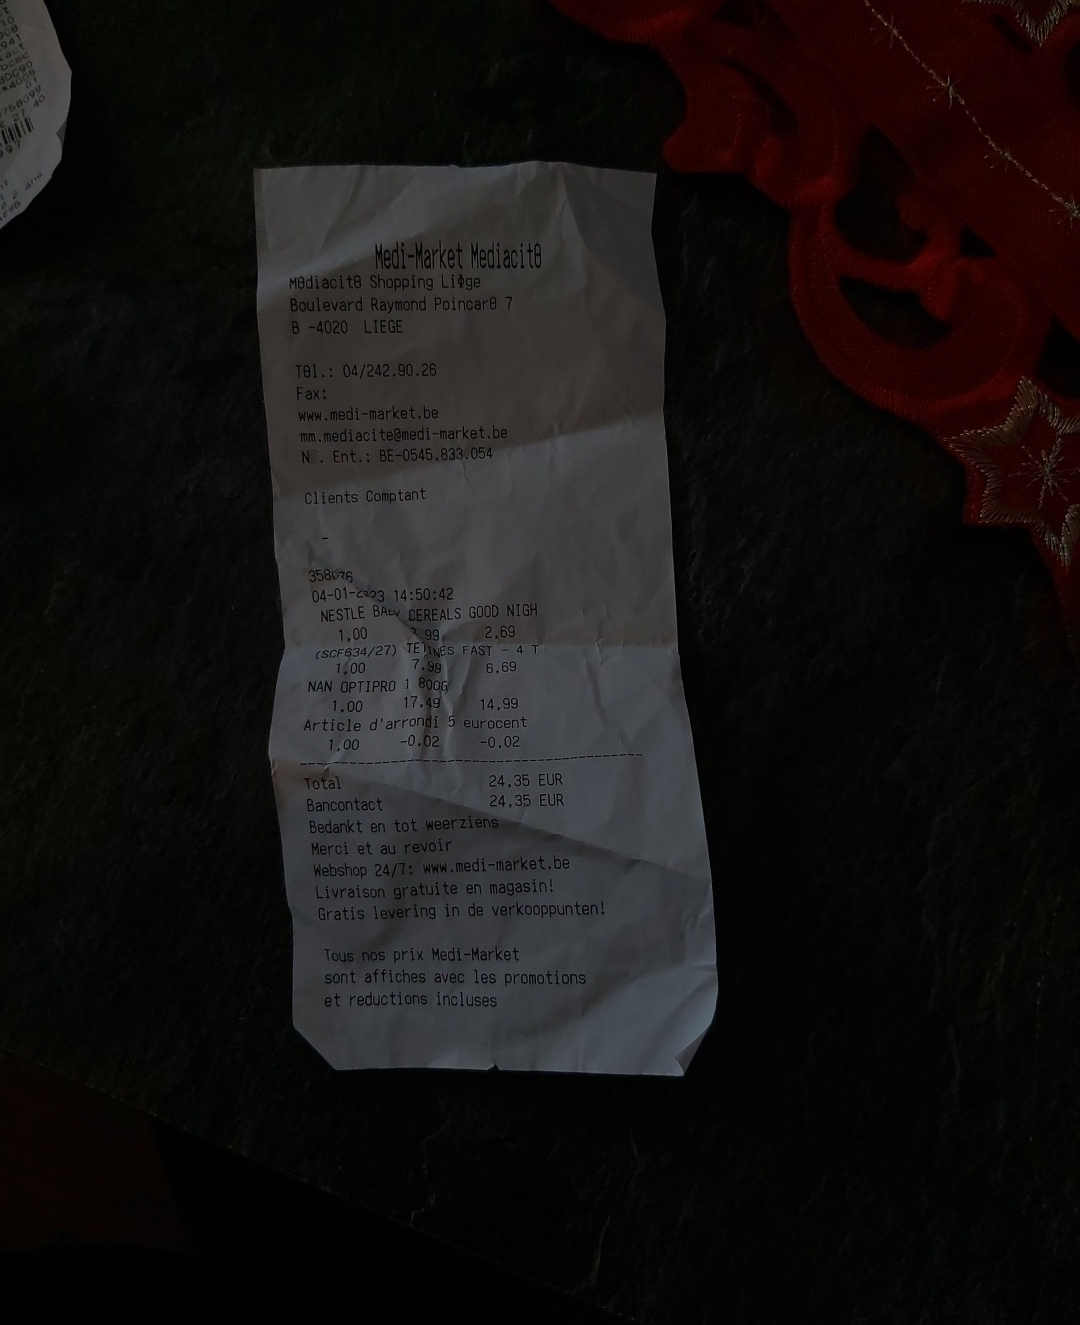 Medi-Market Mediacitθ
Mθdiacitθ Shopping Liφge
Boulevard Raymond Poincarθ 7
B -4020 LIEGE
Tθl.: 04/242.90.26
Fax:
www.medi-market.be
mm.mediacite@medi-market.be
N . Ent.: BE-0545.833.054
Clients Comptant
-
14:50:42
NESTLE CEREALS GOOD NIGH
1,00 2,69
(SCF634/27) TETINES FAST - 4 T
1,00 7.99 6.69
NAN OPTIPRO 1 800G
1,00 17.49 14,99
Article d'arrondi 5 eurocent
1,00 -0,02 -0,02
Total 24,35 EUR
Bancontact 24,35 EUR
Bedankt en tot weerziens
Merci et au revoir
Webshop 24/7: www.medi-market.be
Livraison gratuite en magasin!
Gratis levering in de verkooppunten!
Tous nos prix Medi-Market
sont affiches avec les promotions
et reductions incluses